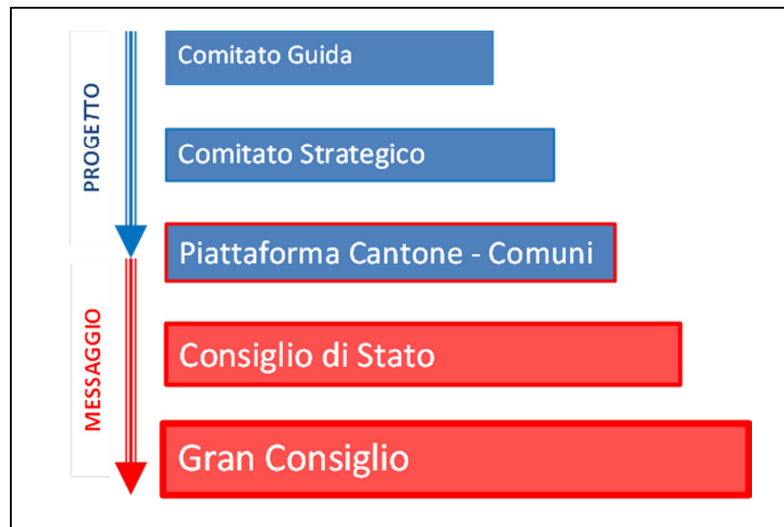 PROGETTO
Comitato Guida
Comitato Strategico
Piattaforma Cantone - Comuni
MESSAGGIO
Consiglio di Stato
Gran Consiglio